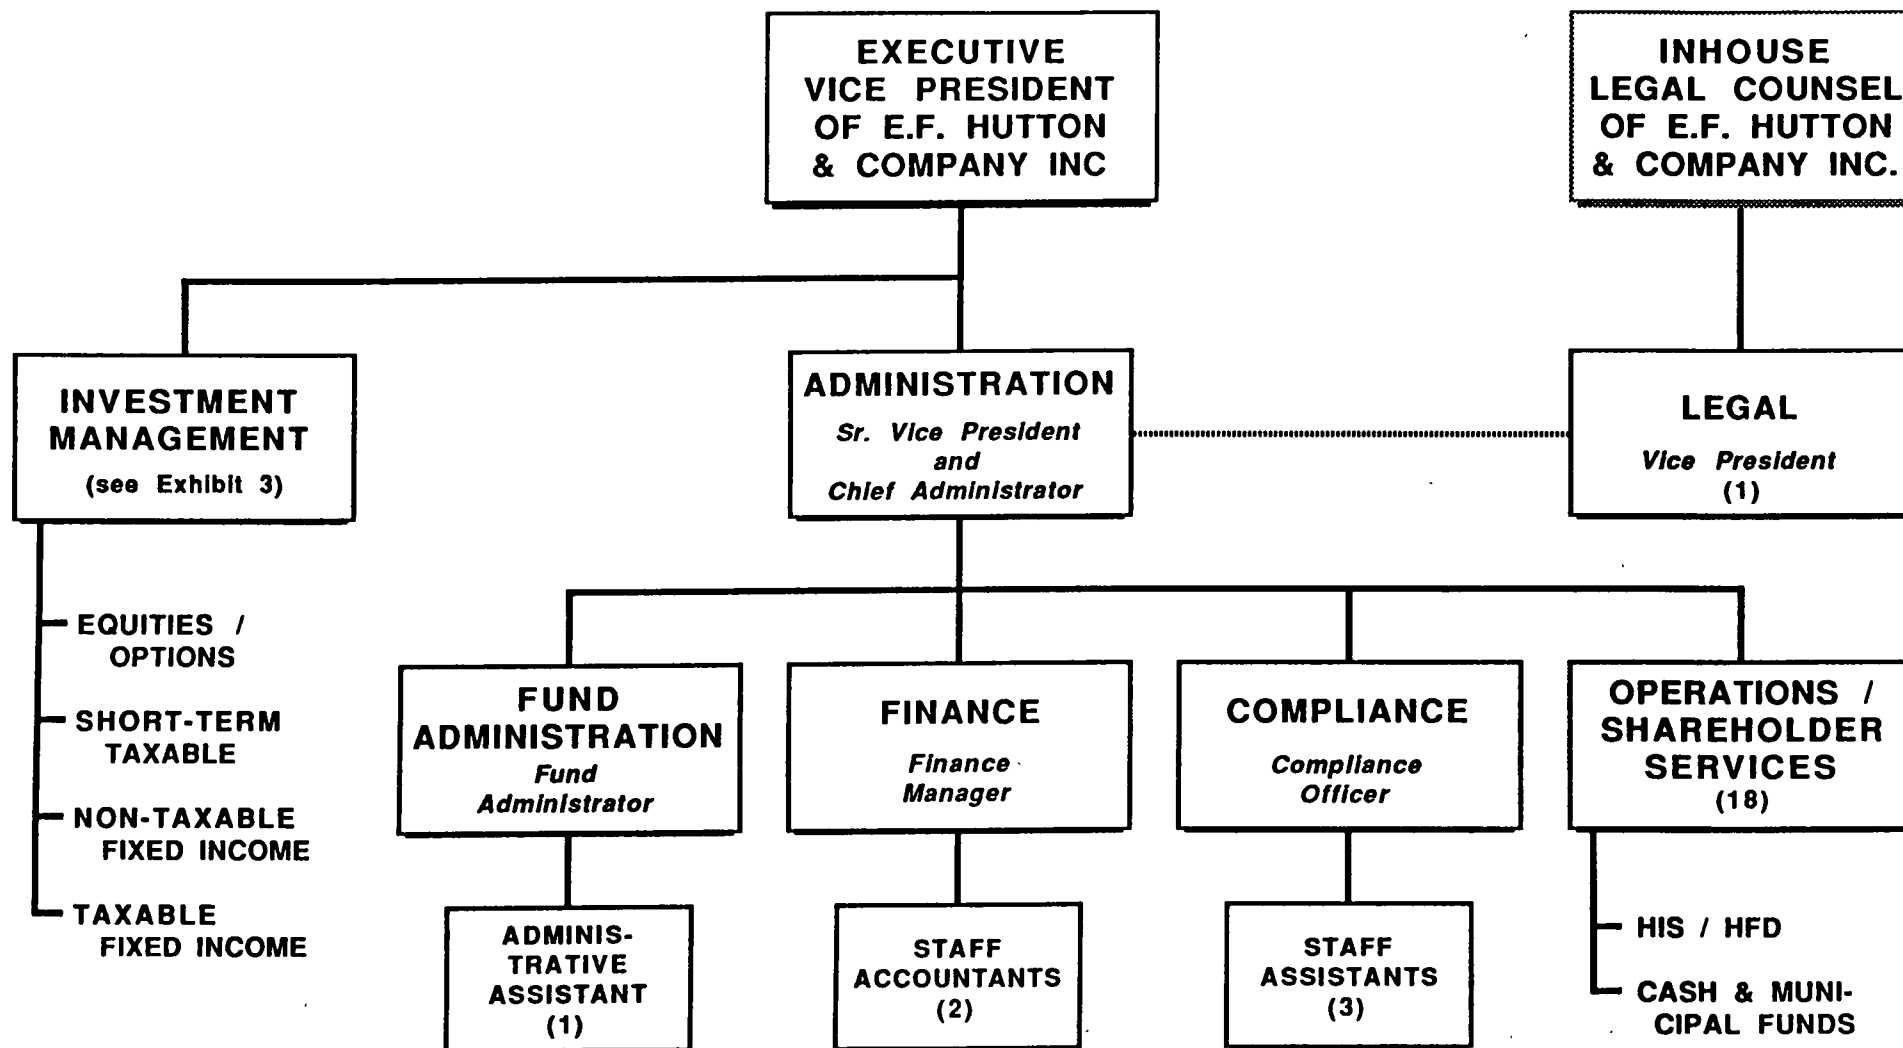 EXECUTIVE
VICE PRESIDENT
OF E.F. HUTTON
& COMPANY INC
INHOUSE
LEGAL COUNSEL
OF E.F. HUTTON
& COMPANY INC.
INVESTMENT
MANAGEMENT
(see Exhibit 3)
ADMINISTRATION
Sr. Vice President
and
Chief Administrator
LEGAL
Vice President
(1)
EQUITIES /
OPTIONS
SHORT-TERM
TAXABLE
NON-TAXABLE
FIXED INCOME
TAXABLE
FIXED INCOME
FUND
ADMINISTRATION
Fund
Administrator
FINANCE
Finance
Manager
COMPLIANCE
Compliance
Officer
OPERATIONS /
SHAREHOLDER
SERVICES
(18)
ADMINIS-
TRATIVE
ASSISTANT
(1)
STAFF
ACCOUNTANTS
(2)
STAFF
ASSISTANTS
(3)
HIS / HFD
CASH & MUNI-
CIPAL FUNDS